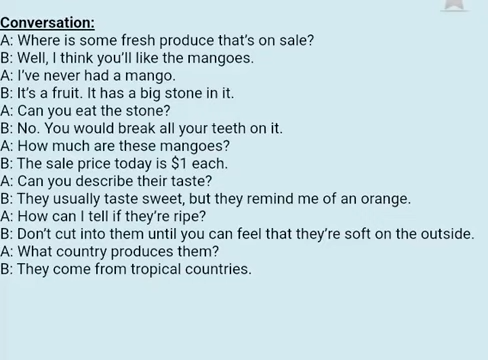 Conversation:
A: Where is some fresh produce that's on sale?
B: Well, I think you'll like the mangoes.
A: I've never had a mango.
B: It's a fruit. It has a big stone in it.
A: Can you eat the stone?
B: No. You would break all your teeth on it.
A: How much are these mangoes?
B: The sale price today is $1 each.
A: Can you describe their taste?
B: They usually taste sweet, but they remind me of an orange.
A: How can I tell if they're ripe?
B: Don't cut into them until you can feel that they're soft on the outside.
A: What country produces them?
B: They come from tropical countries.